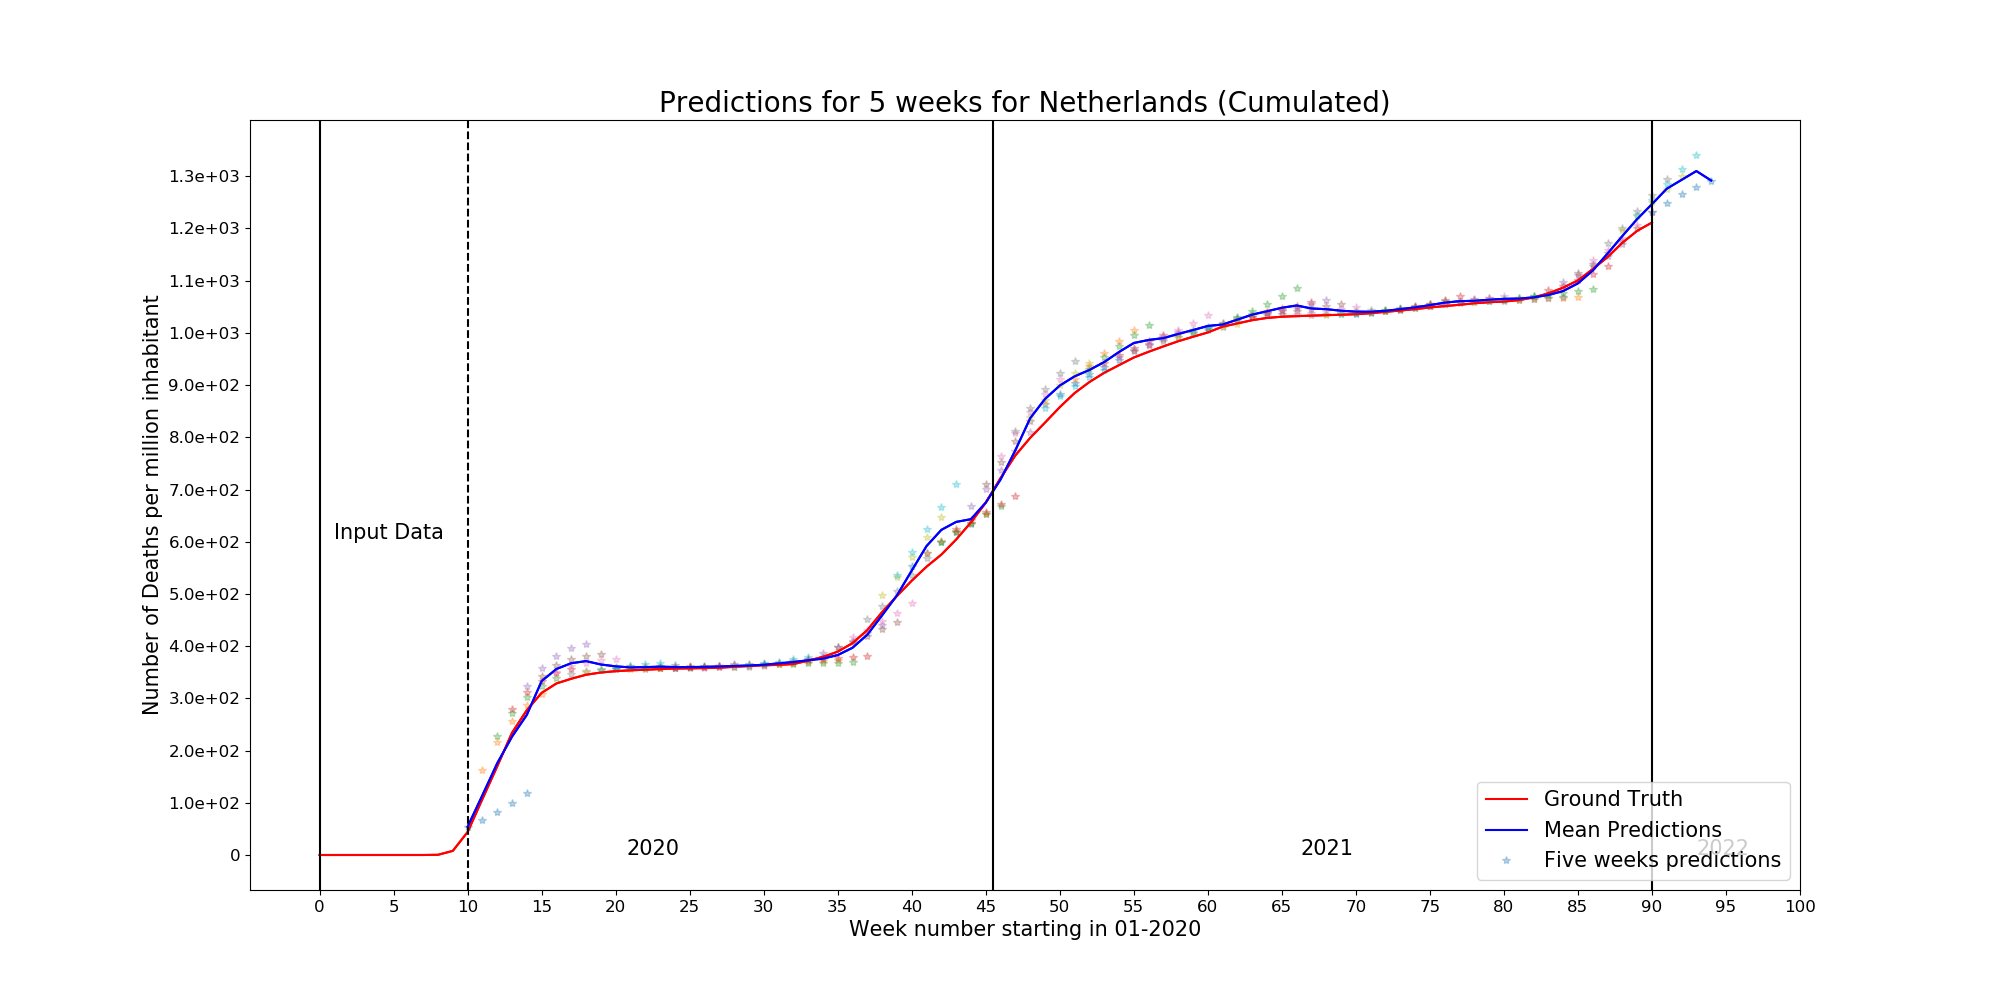 Predictions for 5 weeks for Netherlands (Cumulated)
Number of Deaths per million inhabitant
1.3e+03
1.2e+03
1.1e+03
1.0e+03
9.0e+02
8.0e+02
7.0e+02
6.0e+02
5.0e+02
4.0e+02
3.0e+02
2.0e+02
1.0e+02
0
Input Data
2020
2021
2022
Ground Truth
Mean Predictions
Five weeks predictions
0 5 10 15 20 25 30 35 40 45 50 55 60 65 70 75 80 85 90 95 100
Week number starting in 01-2020